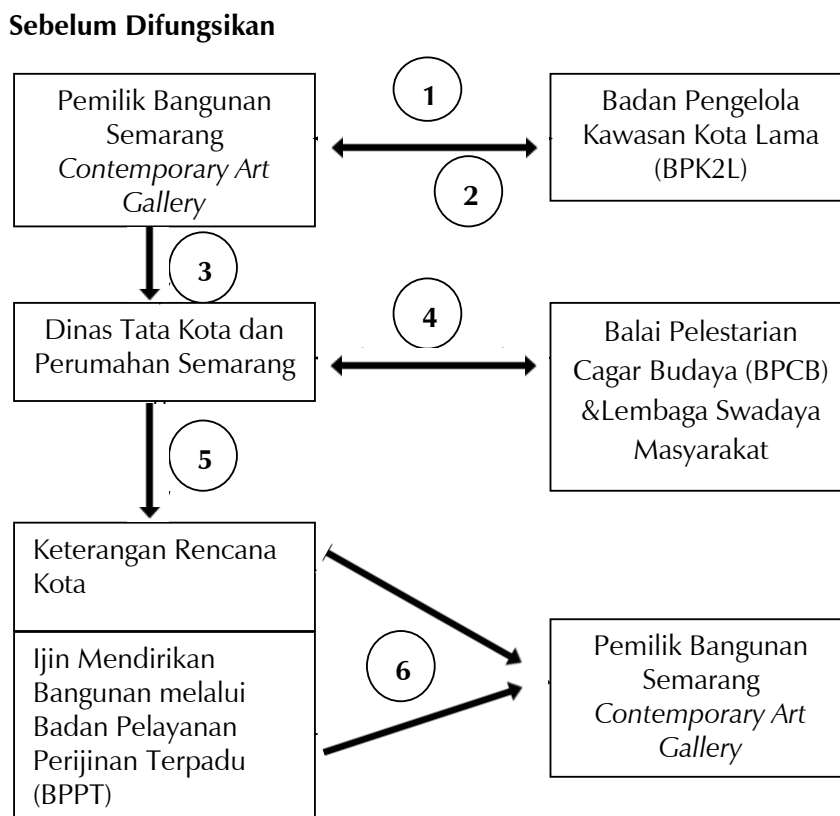 Sebelum Difungsikan
Pemilik Bangunan
Semarang
Contemporary Art
Gallery
1
2
Badan Pengelola
Kawasan Kota Lama
(BPK2L)
3
Dinas Tata Kota dan
Perumahan Semarang
4
Balai Pelestarian
Cagar Budaya (BPCB)
&Lembaga Swadaya
Masyarakat
5
Keterangan Rencana
Kota
Ijin Mendirikan
Bangunan melalui
Badan Pelayanan
Perijinan Terpadu
(BPPT)
6
Pemilik Bangunan
Semarang
Contemporary Art
Gallery